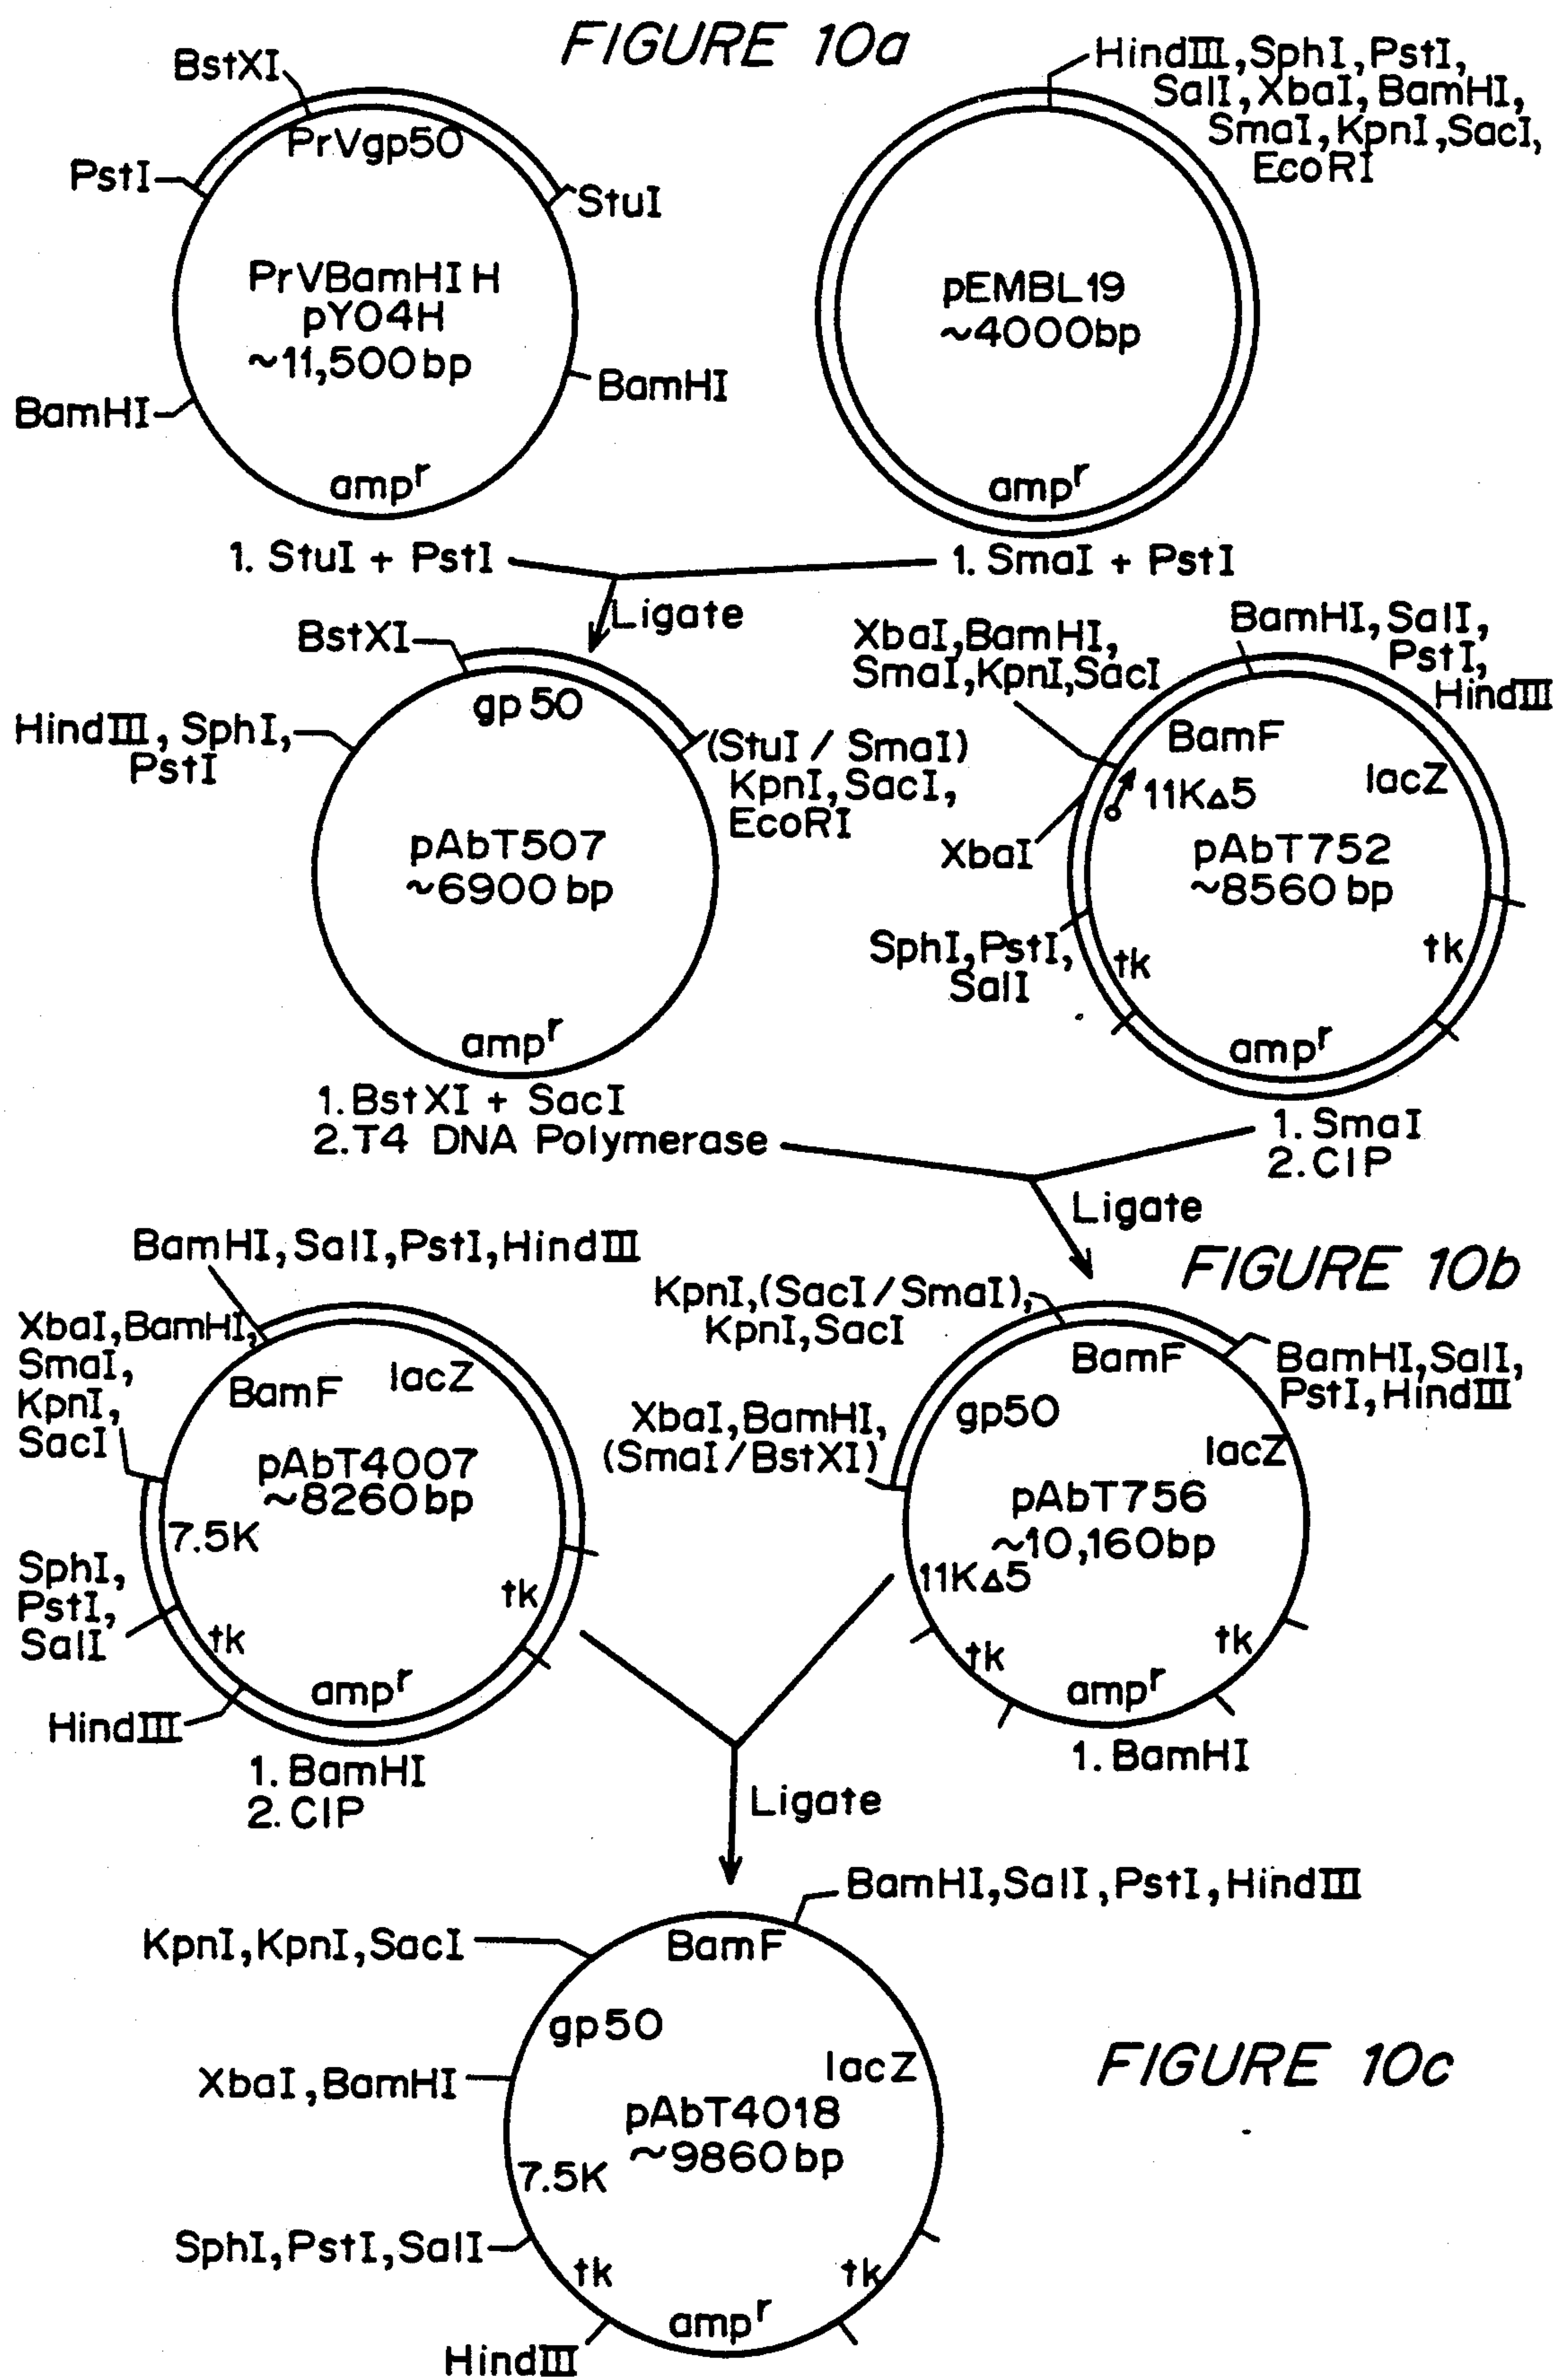 FIGURE 10a
BstXI
PrVgp50
PstI
StuI
PrVBamHI H
pYO4H
~11,500 bp
BamHI
BamHI
ampʳ
HindIII, SphI, PstI,
SalI, XbaI, BamHI,
SmaI, KpnI, SacI,
EcoRI
pEMBL19
~4000bp
ampʳ
1. StuI + PstI
1. SmaI + PstI
Ligate
BstXI
gp 50
HindIII, SphI,
PstI
(StuI / SmaI)
KpnI, SacI,
EcoRI
pAbT507
~6900 bp
ampʳ
XbaI, BamHI,
SmaI, KpnI, SacI
BamHI, SalI,
PstI,
HindIII
BamF
lacZ
11K∆5
XbaI
pAbT752
~8560 bp
SphI, PstI,
SalI
tk
tk
ampʳ
1. BstXI + SacI
2. T4 DNA Polymerase
1. SmaI
2. CIP
Ligate
FIGURE 10b
BamHI, SalI, PstI, HindIII
XbaI, BamHI,
SmaI,
KpnI,
SacI
BamF
lacZ
pAbT4007
~8260 bp
7.5K
SphI,
PstI,
SalI
tk
tk
ampʳ
HindIII
1. BamHI
2. CIP
KpnI, (SacI/SmaI),
KpnI, SacI
BamF
BamHI, SalI,
PstI, HindIII
gp50
XbaI, BamHI,
(SmaI/BstXI)
lacZ
pAbT756
~10,160bp
11K∆5
tk
tk
ampʳ
1. BamHI
Ligate
BamHI, SalI, PstI, HindIII
KpnI, KpnI, SacI
BamF
gp50
lacZ
FIGURE 10c
XbaI, BamHI
pAbT4018
~9860 bp
7.5K
SphI, PstI, SalI
tk
tk
ampʳ
HindIII